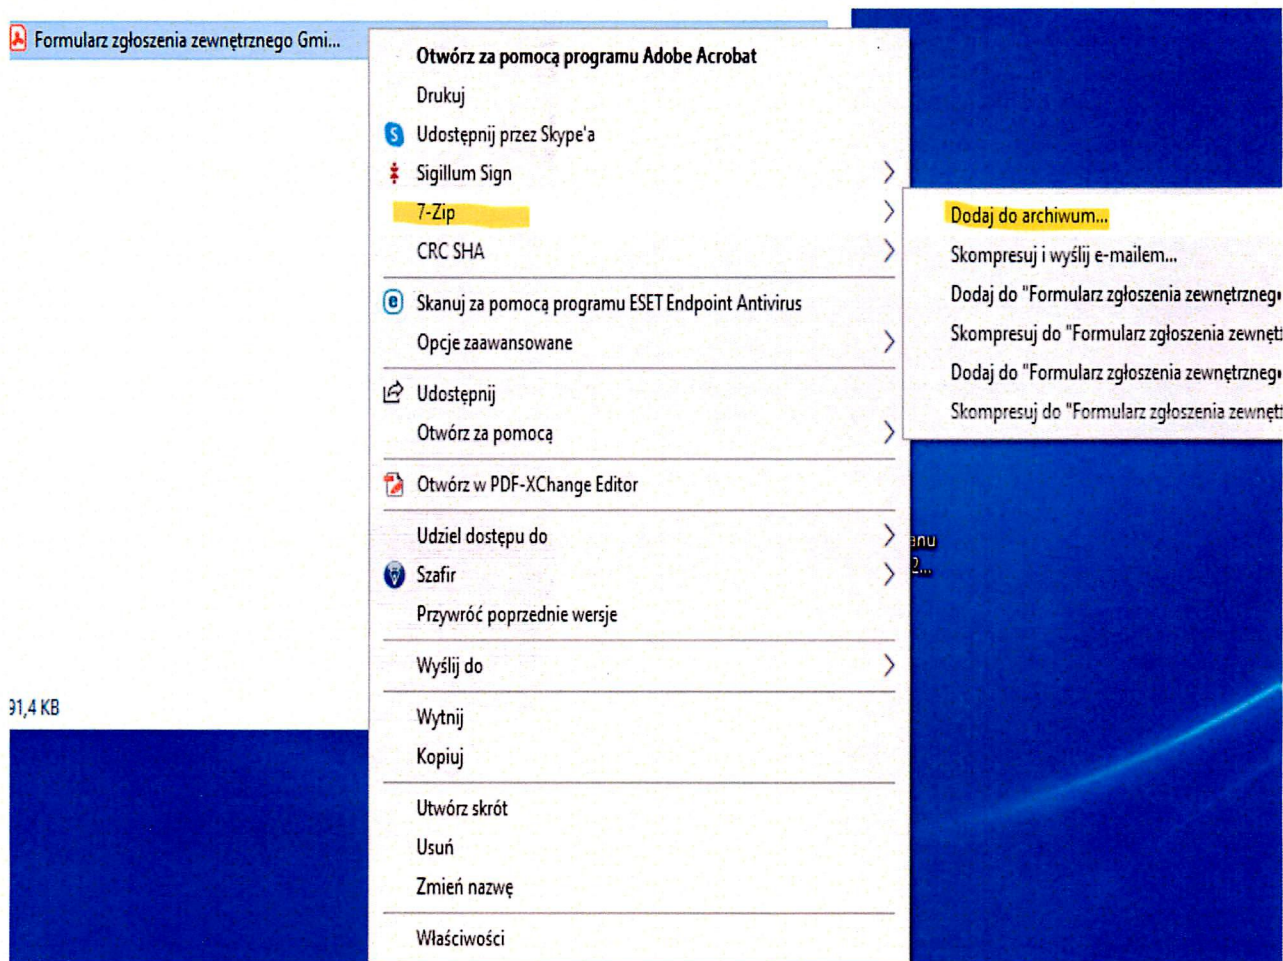 Formularz zgłoszenia zewnętrznego Gmi...
Otwórz za pomocą programu Adobe Acrobat
Drukuj
Udostępnij przez Skype'a
Sigillum Sign
7-Zip
CRC SHA
Skanuj za pomocą programu ESET Endpoint Antivirus
Opcje zaawansowane
Udostępnij
Otwórz za pomocą
Otwórz w PDF-XChange Editor
Udziel dostępu do
Szafir
Przywróć poprzednie wersje
Wyślij do
Wytnij
Kopiuj
Utwórz skrót
Usuń
Zmień nazwę
Właściwości
Dodaj do archiwum...
Skompresuj i wyślij e-mailem...
Dodaj do "Formularz zgłoszenia zewnętrzneg
Skompresuj do "Formularz zgłoszenia zewnęt
Dodaj do "Formularz zgłoszenia zewnętrzneg
Skompresuj do "Formularz zgłoszenia zewnęt
anu
2...
91,4 KB